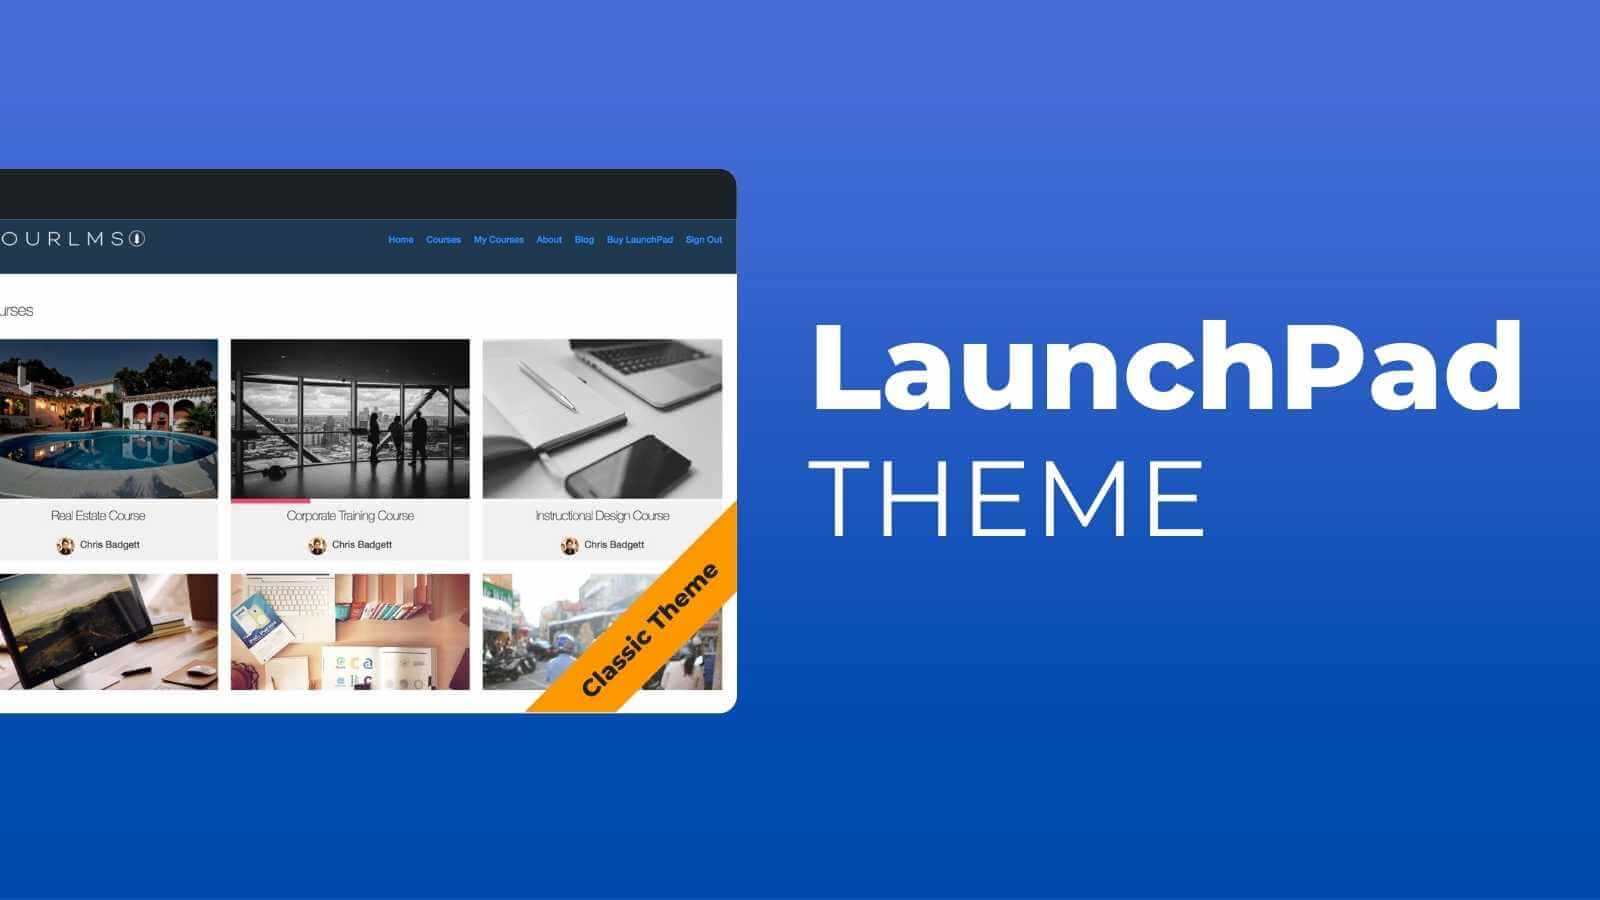 OURLMS
Home Courses My Courses About Blog Buy LaunchPad Sign Out
urses
Real Estate Course
Corporate Training Course
Instructional Design Course
Chris Badgett
Chris Badgett
Chris Badgett
Classic Theme
LaunchPad
THEME